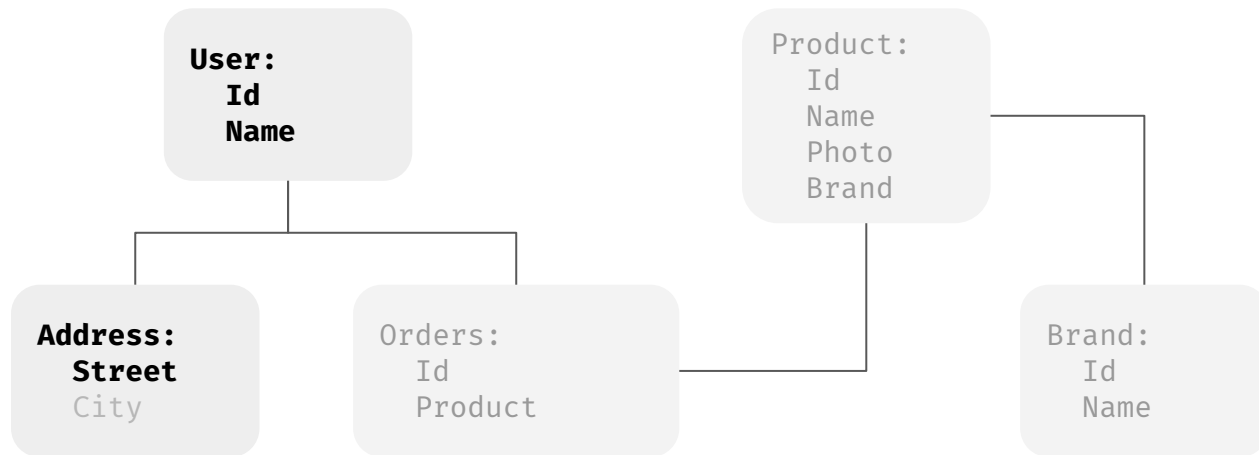 User:
Id
Name
Product:
Id
Name
Photo
Brand
Address:
Street
City
Orders:
Id
Product
Brand:
Id
Name